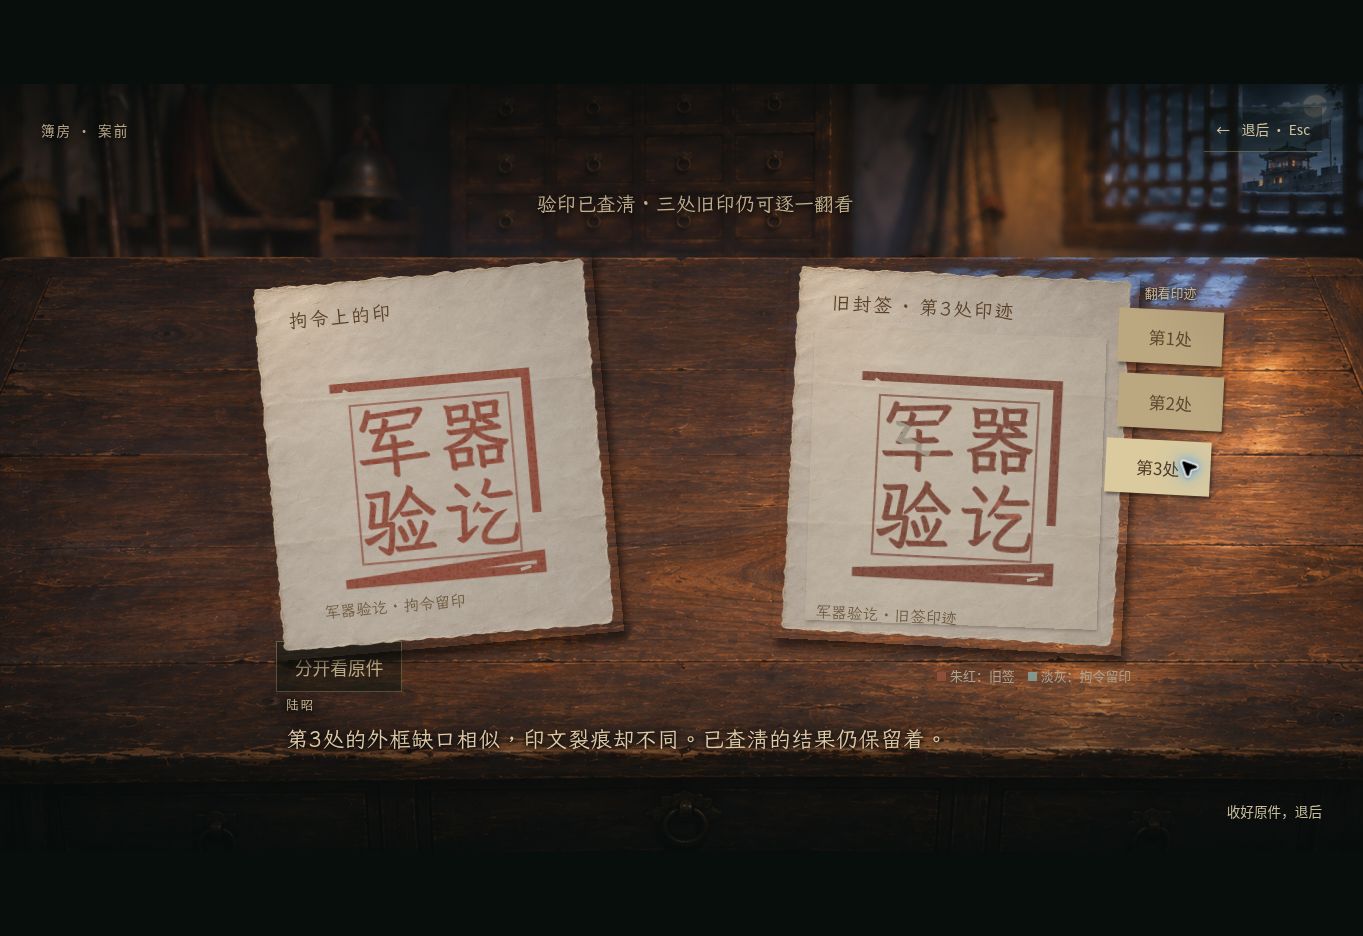 簿房 · 案前
← 退后 · Esc
验印已查清 · 三处旧印仍可逐一翻看
拘令上的印
军器
验讫
军器验讫 · 拘令留印
旧封签 · 第3处印迹
军器
验讫
军器验讫 · 旧签印迹
翻看印迹
第1处
第2处
第3处
分开看原件
朱红：旧签 淡灰：拘令留印
陆昭
第3处的外框缺口相似，印文裂痕却不同。已查清的结果仍保留着。
收好原件，退后